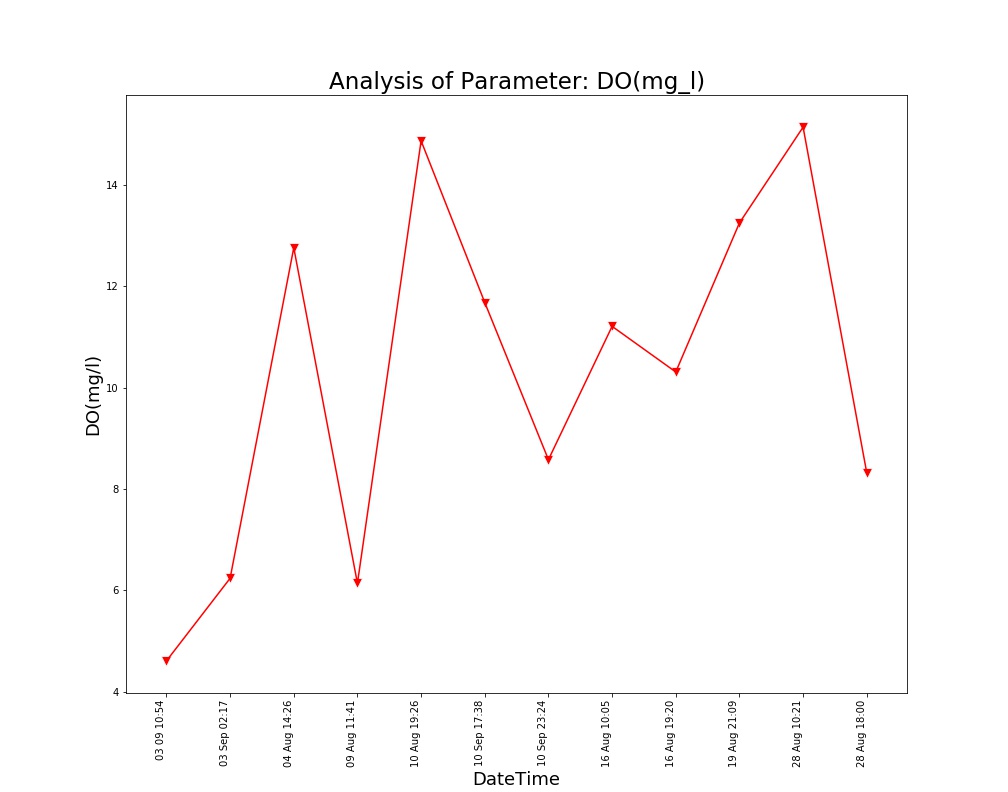 Analysis of Parameter: DO(mg_l)
DO(mg/l)
14
12
10
8
6
4
03 09 10:54
03 Sep 02:17
04 Aug 14:26
09 Aug 11:41
10 Aug 19:26
10 Sep 17:38
10 Sep 23:24
16 Aug 10:05
16 Aug 19:20
19 Aug 21:09
28 Aug 10:21
28 Aug 18:00
DateTime